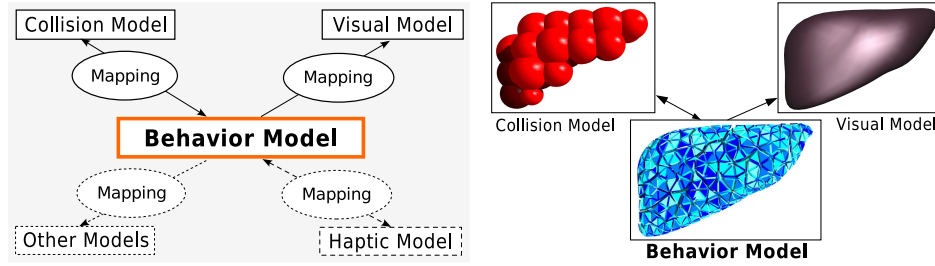 Collision Model
Visual Model
Mapping
Mapping
Behavior Model
Mapping
Mapping
Other Models
Haptic Model
Collision Model
Visual Model
Behavior Model